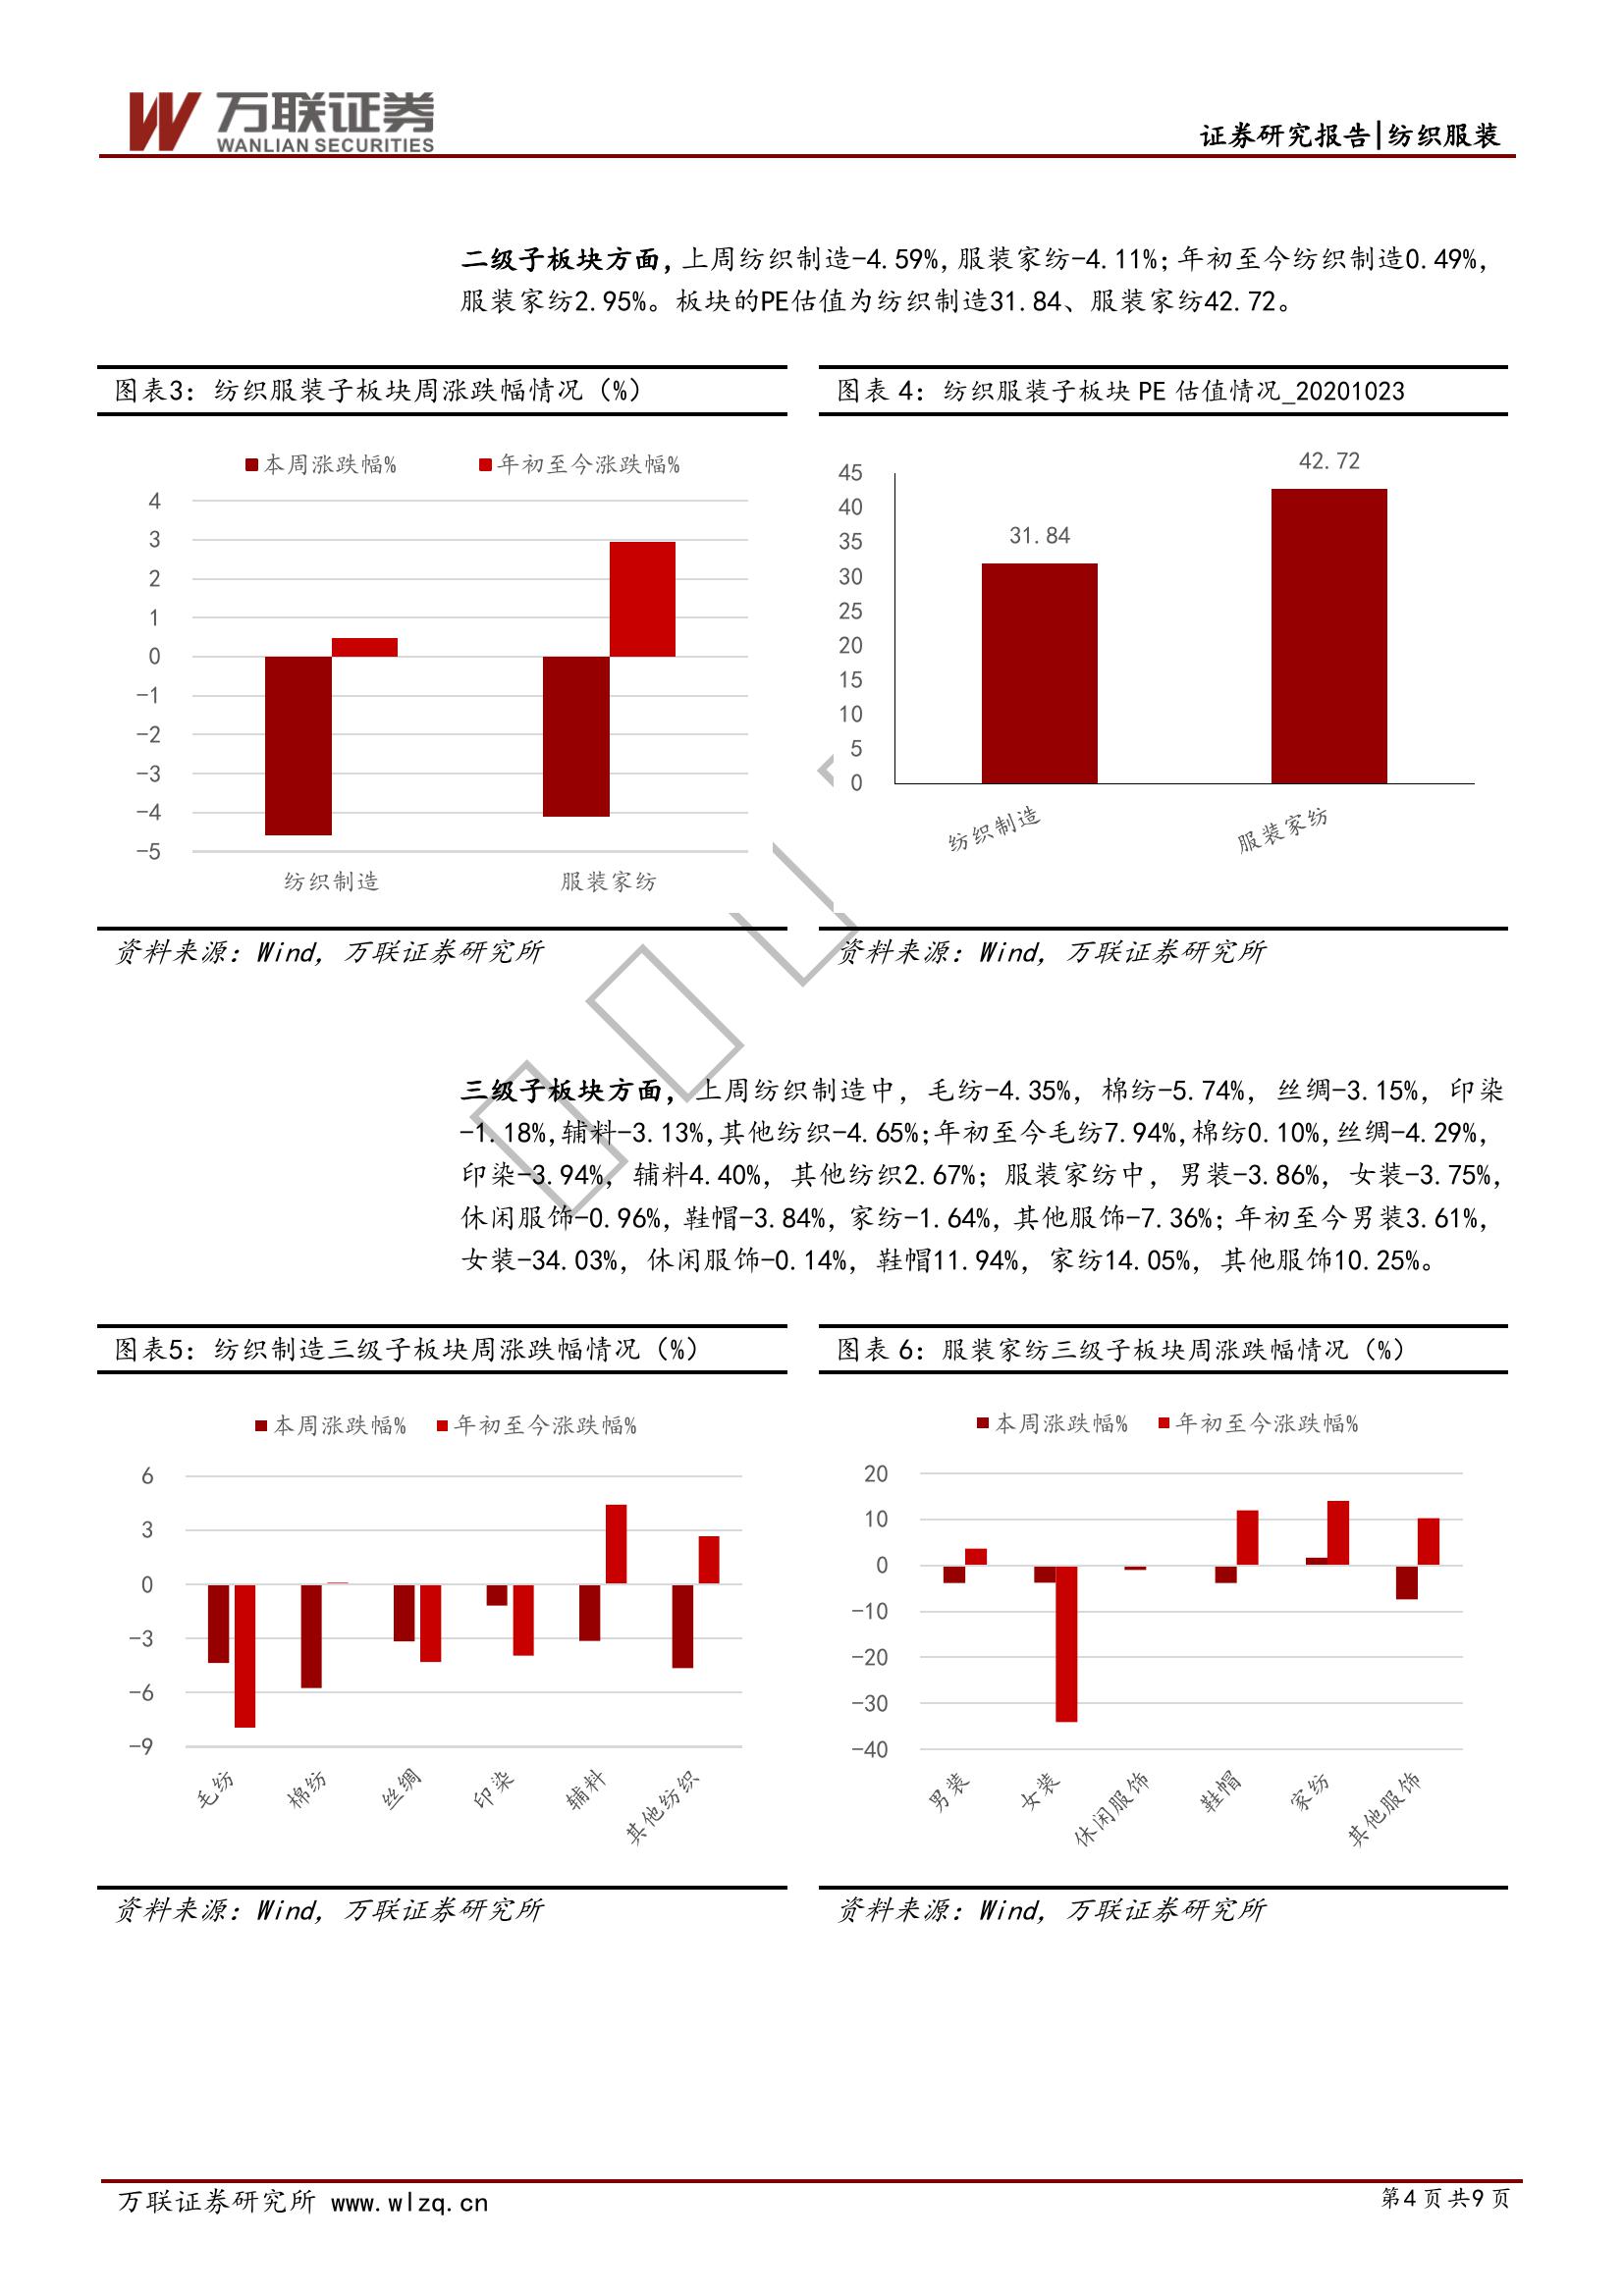 万联证券
WANLIAN SECURITIES
证券研究报告|纺织服装
二级子板块方面，上周纺织制造-4.59%，服装家纺-4.11%；年初至今纺织制造0.49%，
服装家纺2.95%。板块的PE估值为纺织制造31.84、服装家纺42.72。
图表3：纺织服装子板块周涨跌幅情况（%）
本周涨跌幅% 年初至今涨跌幅%
4
3
2
1
0
-1
-2
-3
-4
-5
纺织制造 服装家纺
资料来源：Wind，万联证券研究所
图表 4：纺织服装子板块 PE 估值情况_20201023
42.72
31.84
45
40
35
30
25
20
15
10
5
0
纺织制造 服装家纺
资料来源：Wind，万联证券研究所
三级子板块方面，上周纺织制造中，毛纺-4.35%，棉纺-5.74%，丝绸-3.15%，印染
-1.18%，辅料-3.13%，其他纺织-4.65%；年初至今毛纺7.94%，棉纺0.10%，丝绸-4.29%，
印染-3.94%，辅料4.40%，其他纺织2.67%；服装家纺中，男装-3.86%，女装-3.75%，
休闲服饰-0.96%，鞋帽-3.84%，家纺-1.64%，其他服饰-7.36%；年初至今男装3.61%，
女装-34.03%，休闲服饰-0.14%，鞋帽11.94%，家纺14.05%，其他服饰10.25%。
图表5：纺织制造三级子板块周涨跌幅情况（%）
本周涨跌幅% 年初至今涨跌幅%
6
3
0
-3
-6
-9
毛纺 棉纺 丝绸 印染 辅料 其他纺织
资料来源：Wind，万联证券研究所
图表 6：服装家纺三级子板块周涨跌幅情况（%）
本周涨跌幅% 年初至今涨跌幅%
20
10
0
-10
-20
-30
-40
男装 女装 休闲服饰 鞋帽 家纺 其他服饰
资料来源：Wind，万联证券研究所
万联证券研究所 www.wlzq.cn
第4页共9页